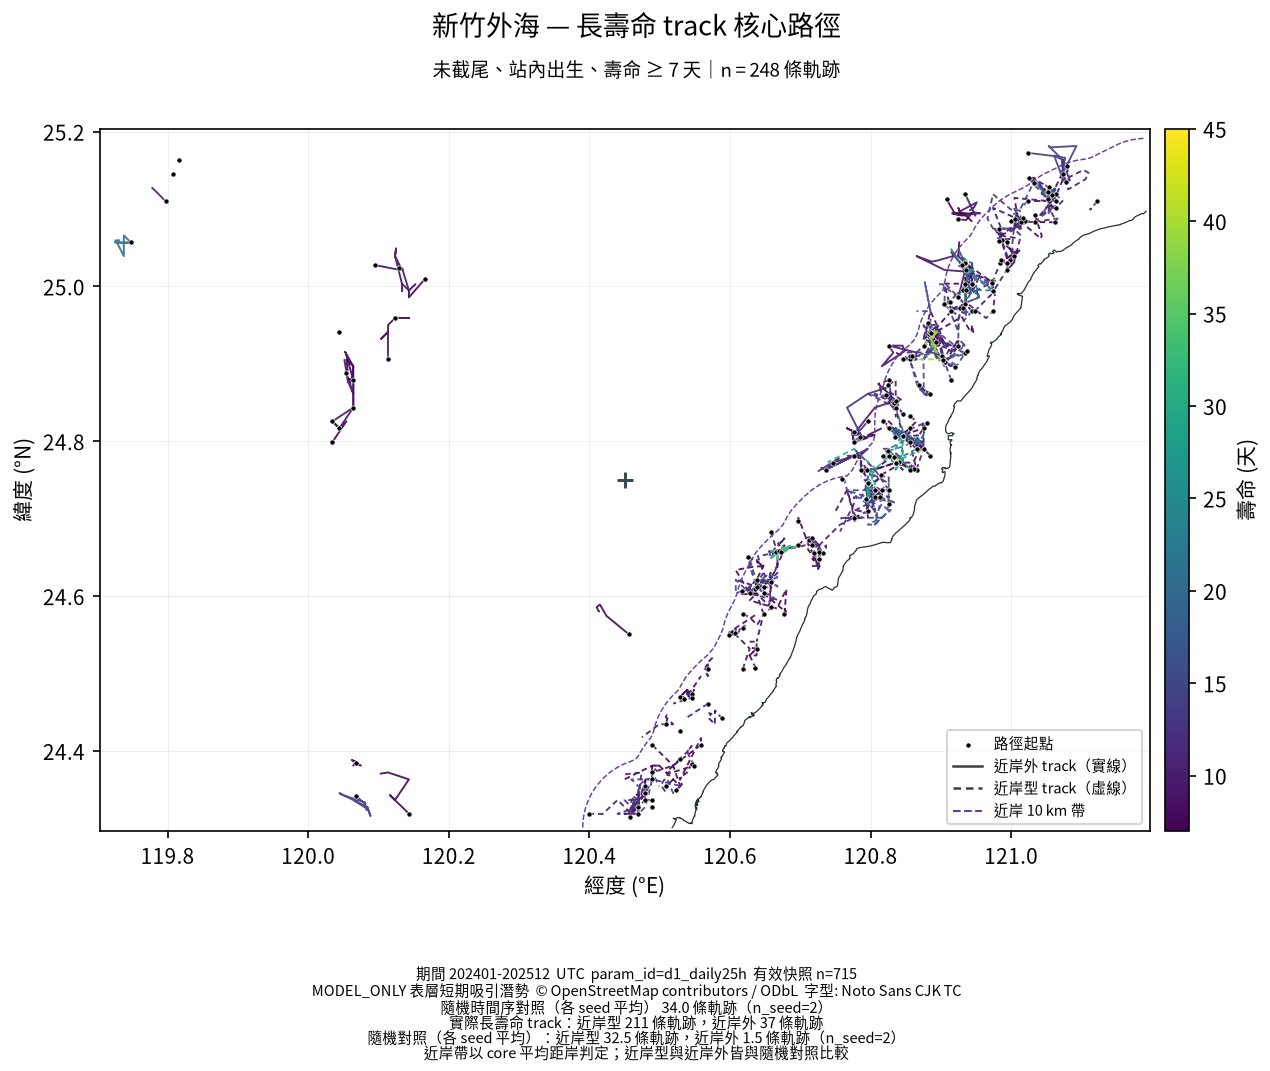 新竹外海 — 長壽命 track 核心路徑
未截尾、站內出生、壽命 ≥ 7 天｜n = 248 條軌跡
25.2
25.0
24.8
24.6
24.4
緯度 (°N)
119.8
120.0
120.2
120.4
120.6
120.8
121.0
經度 (°E)
路徑起點
近岸外 track（實線）
近岸型 track（虛線）
近岸 10 km 帶
45
40
35
30
25
20
15
10
壽命 (天)
期間 202401-202512 UTC param_id=d1_daily25h 有效快照 n=715
MODEL_ONLY 表層短期吸引潛勢 © OpenStreetMap contributors / ODbL 字型: Noto Sans CJK TC
隨機時間序對照（各 seed 平均） 34.0 條軌跡（n_seed=2）
實際長壽命 track：近岸型 211 條軌跡，近岸外 37 條軌跡
隨機對照（各 seed 平均）：近岸型 32.5 條軌跡，近岸外 1.5 條軌跡（n_seed=2）
近岸帶以 core 平均距岸判定；近岸型與近岸外皆與隨機對照比較